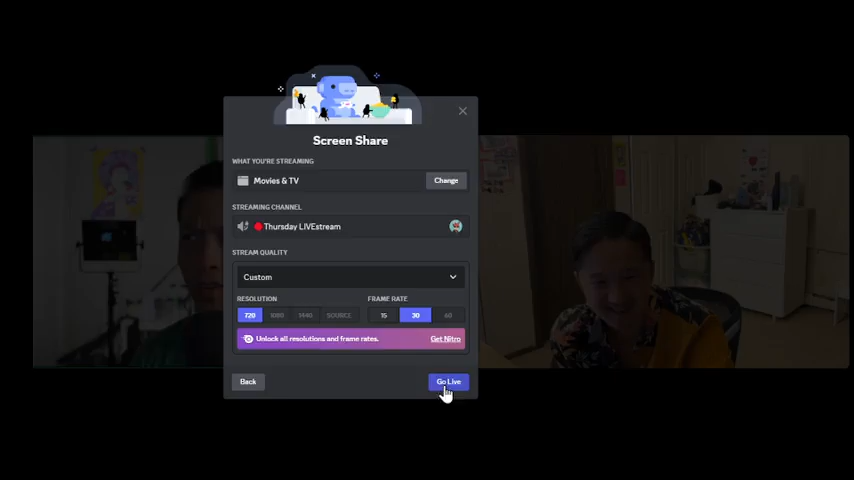 Screen Share
WHAT YOU'RE STREAMING
Movies & TV
Change
STREAMING CHANNEL
Thursday LIVEstream
STREAM QUALITY
Custom
RESOLUTION
FRAME RATE
720 1080 1440 SOURCE
15 30 60
Unlock all resolutions and frame rates.
Get Nitro
Back
Go Live